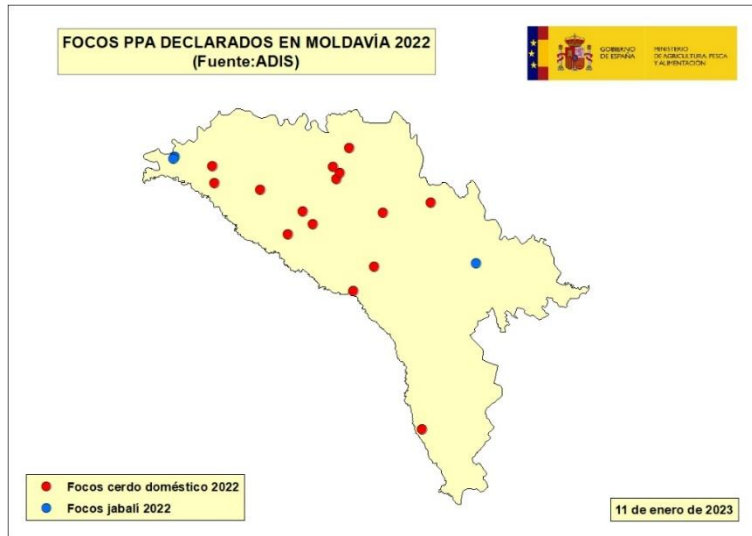 FOCOS PPA DECLARADOS EN MOLDAVÍA 2022
(Fuente:ADIS)
GOBIERNO
DE ESPAÑA
MINISTERIO
DE AGRICULTURA, PESCA
Y ALIMENTACIÓN
Focos cerdo doméstico 2022
Focos jabalí 2022
11 de enero de 2023